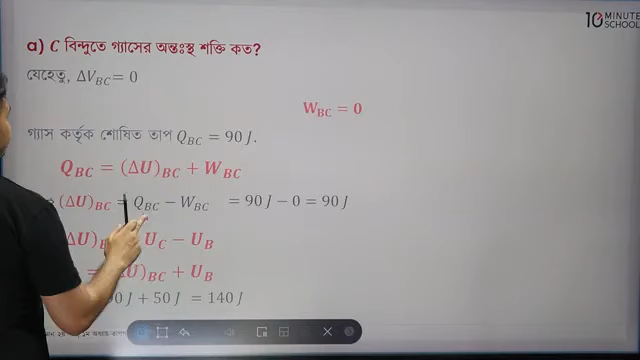 10 MINUTE SCHOOL
a) C বিন্দুতে গ্যাসের অন্তঃস্থ শক্তি কত?
যেহেতু, ΔV_BC = 0
W_BC = 0
গ্যাস কর্তৃক শোষিত তাপ Q_BC = 90 J.
Q_BC = (ΔU)_BC + W_BC
(ΔU)_BC = Q_BC − W_BC = 90 J − 0 = 90 J
U_C − U_B
U)_BC + U_B
J + 50 J = 140 J